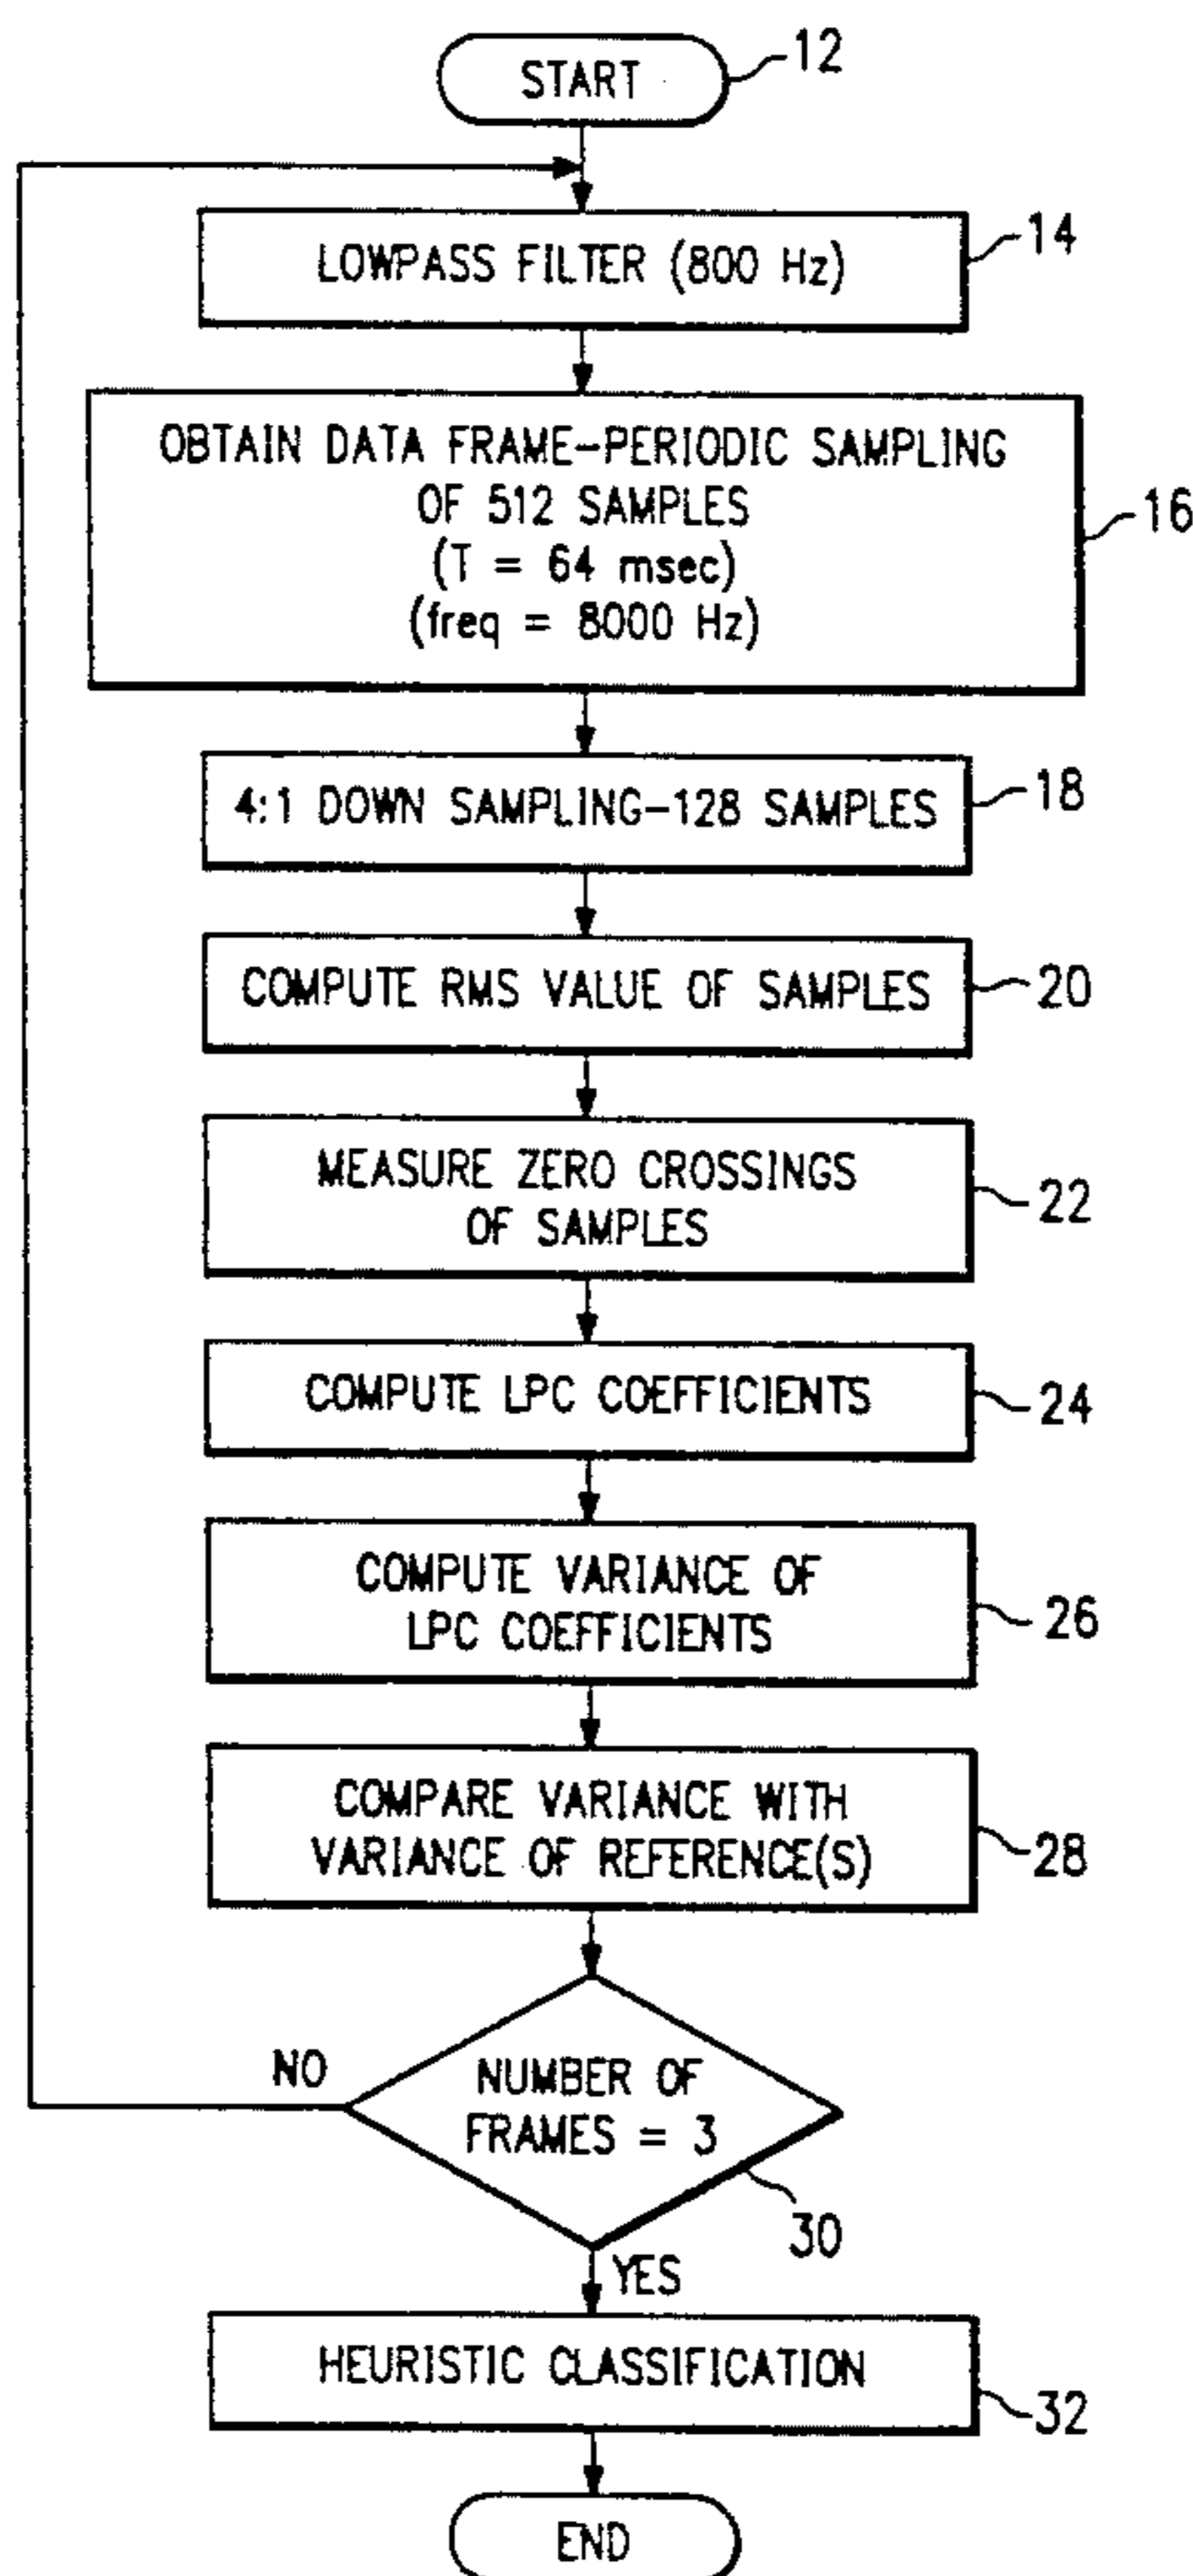 START
12
LOWPASS FILTER (800 Hz)
14
OBTAIN DATA FRAME-PERIODIC SAMPLING
OF 512 SAMPLES
(T = 64 msec)
(freq = 8000 Hz)
16
4:1 DOWN SAMPLING-128 SAMPLES
18
COMPUTE RMS VALUE OF SAMPLES
20
MEASURE ZERO CROSSINGS
OF SAMPLES
22
COMPUTE LPC COEFFICIENTS
24
COMPUTE VARIANCE OF
LPC COEFFICIENTS
26
COMPARE VARIANCE WITH
VARIANCE OF REFERENCE(S)
28
NO
NUMBER OF
FRAMES = 3
30
YES
HEURISTIC CLASSIFICATION
32
END